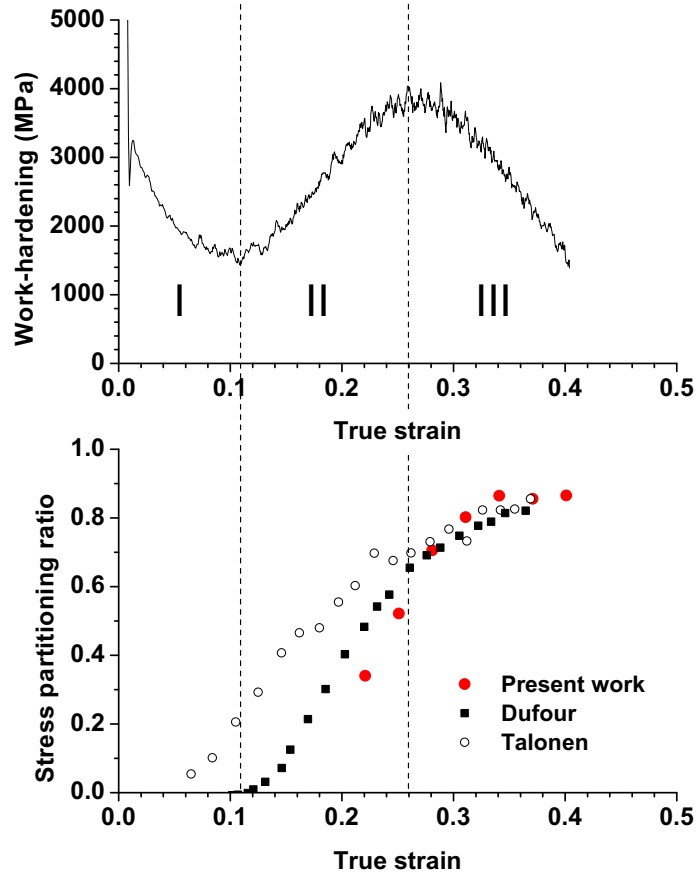 5000
4000
3000
2000
1000
0
Work-hardening (MPa)
I
II
III
0.0
0.1
0.2
0.3
0.4
0.5
True strain
1.0
0.8
0.6
0.4
0.2
0.0
Stress partitioning ratio
Present work
Dufour
Talonen
0.0
0.1
0.2
0.3
0.4
0.5
True strain